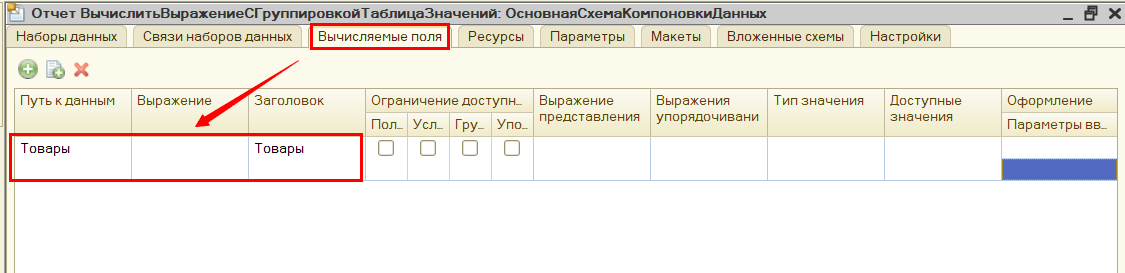 Отчет ВычислитьВыражениеСГруппировкойТаблицаЗначений: ОсновнаяСхемаКомпоновкиДанных
Наборы данных Связи наборов данных Вычисляемые поля Ресурсы Параметры Макеты Вложенные схемы Настройки
Путь к данным Выражение Заголовок Ограничение доступн... Выражение представления Выражения упорядочивани Тип значения Доступные значения Оформление
Пол... Усл... Гру... Упо... Параметры вв...
Товары Товары